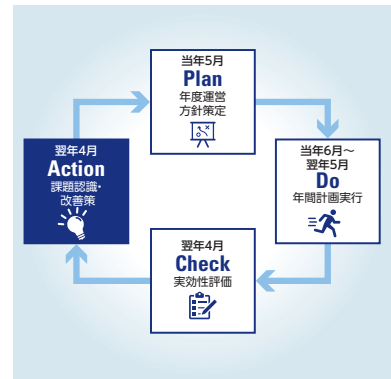 当年5月
Plan
年度運営
方針策定
当年6月～
翌年5月
Do
年間計画実行
翌年4月
Check
実効性評価
翌年4月
Action
課題認識・
改善策